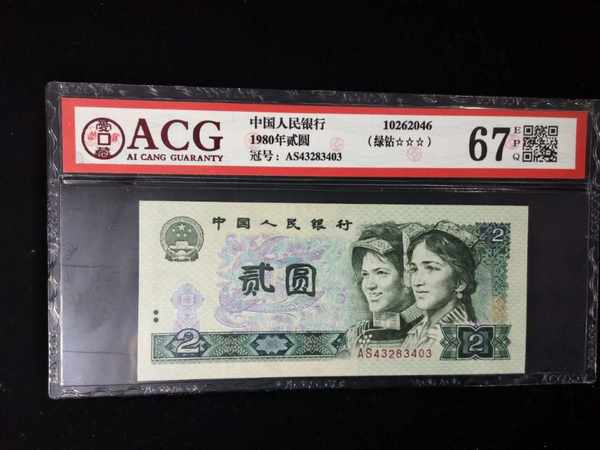 ACG
AI CANG GUARANTY
中国人民银行
1980年贰圆
冠号: AS43283403
10262046
(绿钻☆☆☆)
67
E
P
Q
中国人民银行
贰圆
2
2
AS43283403
2